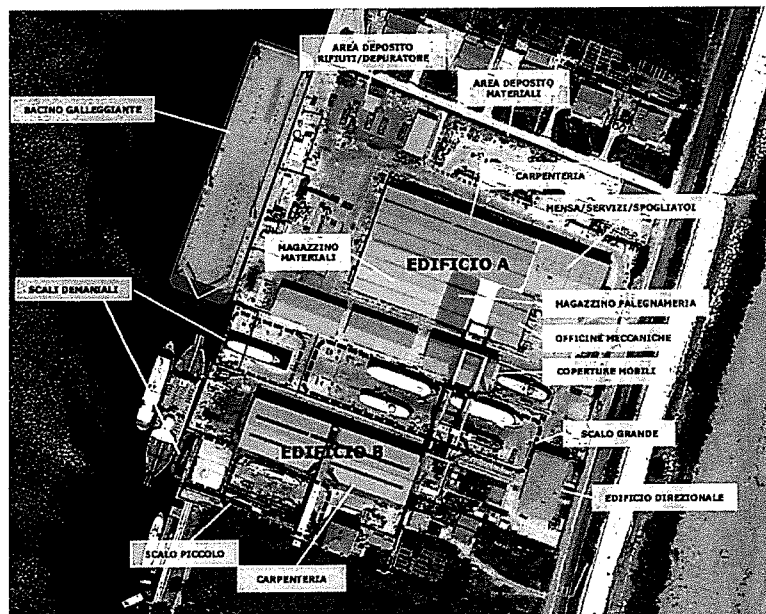 AREA DEPOSITO
RIFIUTI/DEPURATORE
AREA DEPOSITO
MATERIALI
BACINO GALLEGGIANTE
CARPENTERIA
MENSA/SERVIZI/SPOGLIATOI
MAGAZZINO
MATERIALI
EDIFICIO A
SCALI DEMANIALI
MAGAZZINO FALEGNAMERIA
OFFICINE MECCANICHE
COPERTURE MOBILI
SCALO GRANDE
EDIFICIO B
EDIFICIO DIREZIONALE
SCALO PICCOLO
CARPENTERIA